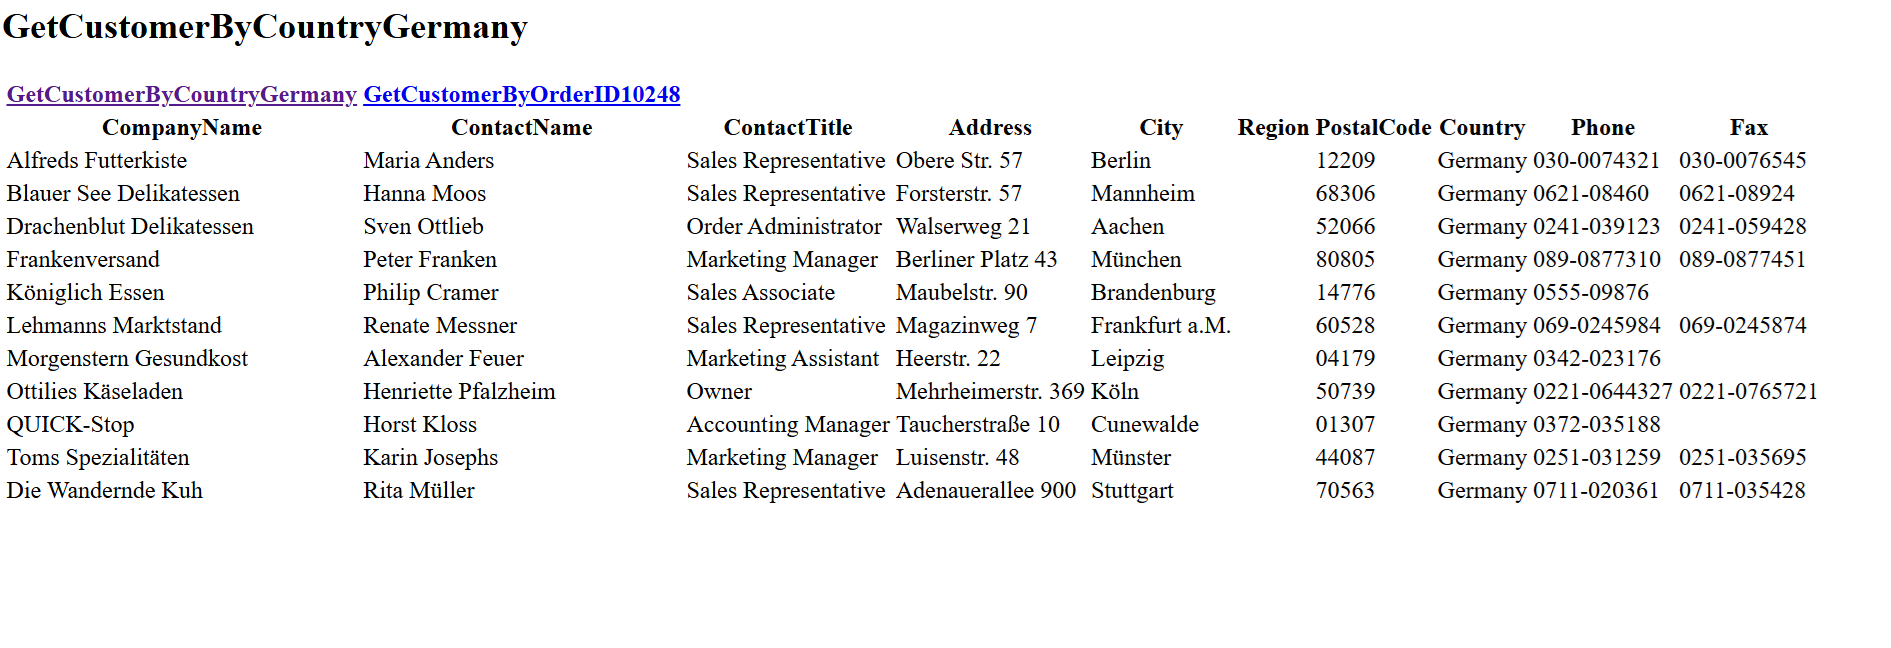 GetCustomerByCountryGermany
GetCustomerByCountryGermany GetCustomerByOrderID10248
CompanyName ContactName ContactTitle Address City Region PostalCode Country Phone Fax
Alfreds Futterkiste Maria Anders Sales Representative Obere Str. 57 Berlin 12209 Germany 030-0074321 030-0076545
Blauer See Delikatessen Hanna Moos Sales Representative Forsterstr. 57 Mannheim 68306 Germany 0621-08460 0621-08924
Drachenblut Delikatessen Sven Ottlieb Order Administrator Walserweg 21 Aachen 52066 Germany 0241-039123 0241-059428
Frankenversand Peter Franken Marketing Manager Berliner Platz 43 München 80805 Germany 089-0877310 089-0877451
Königlich Essen Philip Cramer Sales Associate Maubelstr. 90 Brandenburg 14776 Germany 0555-09876
Lehmanns Marktstand Renate Messner Sales Representative Magazinweg 7 Frankfurt a.M. 60528 Germany 069-0245984 069-0245874
Morgenstern Gesundkost Alexander Feuer Marketing Assistant Heerstr. 22 Leipzig 04179 Germany 0342-023176
Ottilies Käseladen Henriette Pfalzheim Owner Mehrheimerstr. 369 Köln 50739 Germany 0221-0644327 0221-0765721
QUICK-Stop Horst Kloss Accounting Manager Taucherstraße 10 Cunewalde 01307 Germany 0372-035188
Toms Spezialitäten Karin Josephs Marketing Manager Luisenstr. 48 Münster 44087 Germany 0251-031259 0251-035695
Die Wandernde Kuh Rita Müller Sales Representative Adenauerallee 900 Stuttgart 70563 Germany 0711-020361 0711-035428